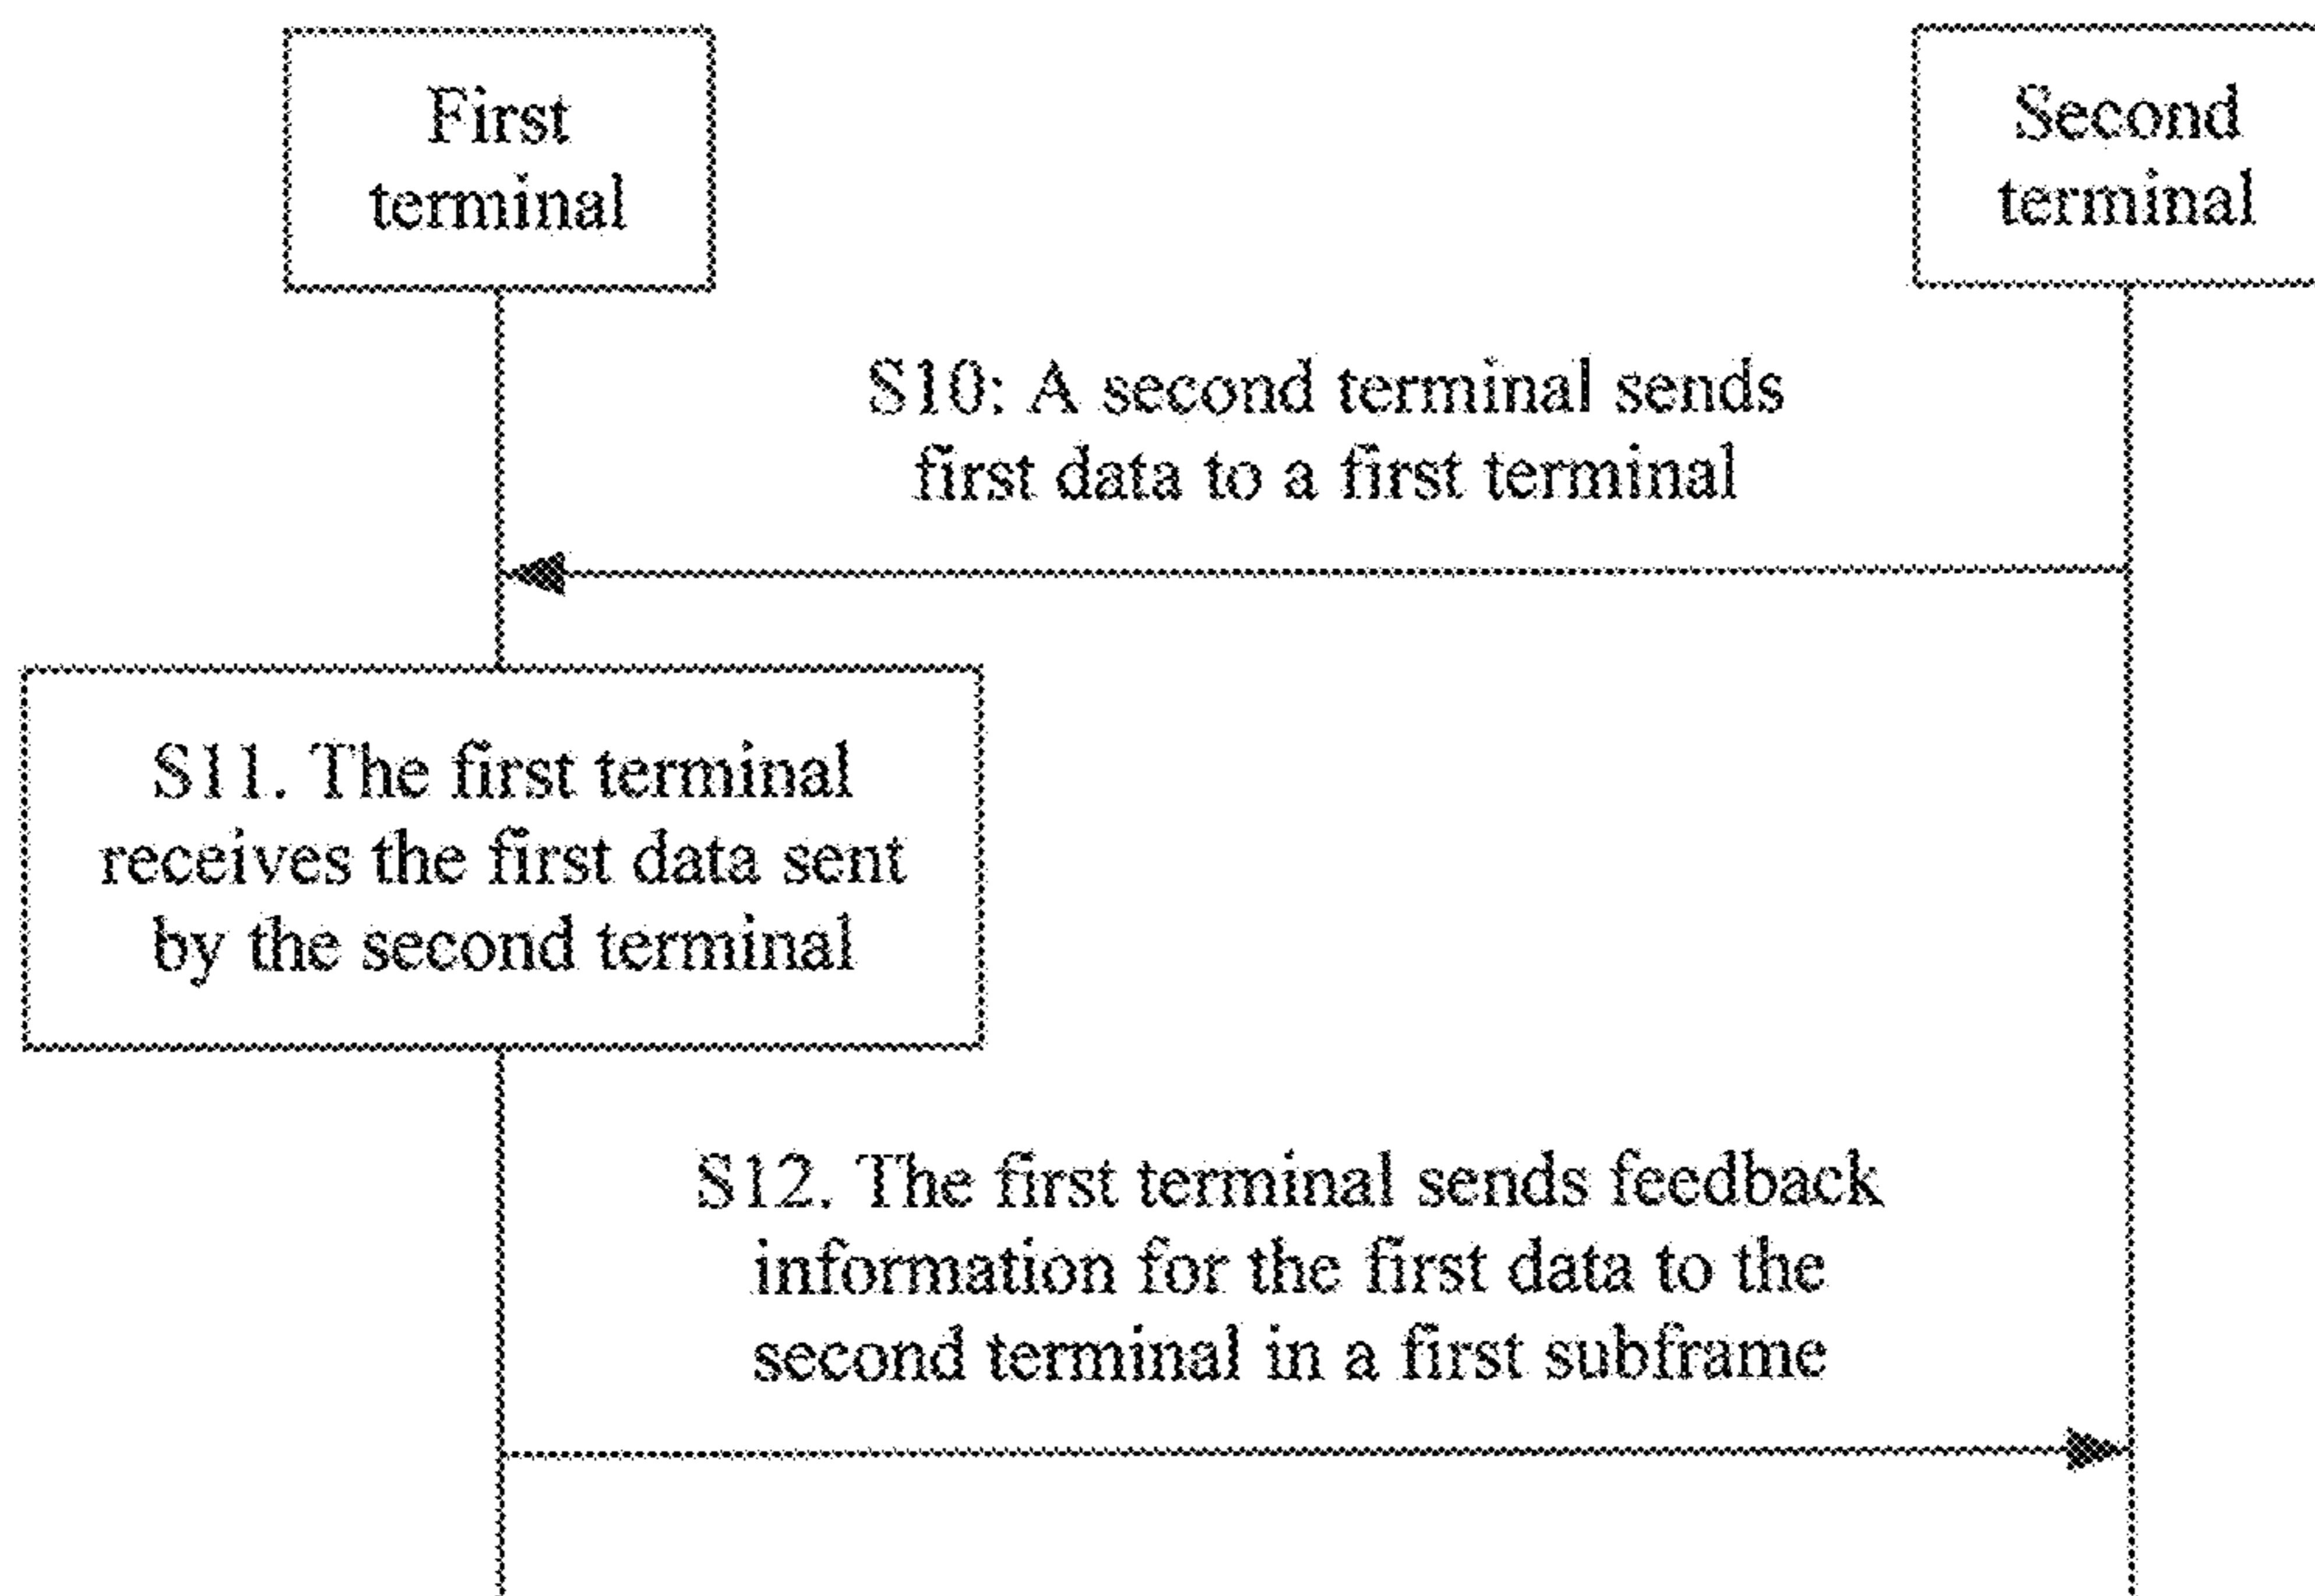 First
terminal
Second
terminal
S10: A second terminal sends
first data to a first terminal
S11. The first terminal
receives the first data sent
by the second terminal
S12. The first terminal sends feedback
information for the first data to the
second terminal in a first subframe